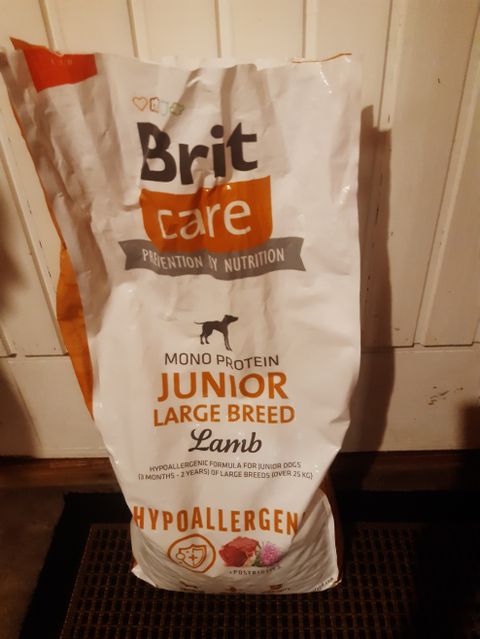 Brit
care
PREVENTION BY NUTRITION
MONO PROTEIN
JUNIOR
LARGE BREED
Lamb
HYPOALLERGENIC FORMULA FOR JUNIOR DOGS
(3 MONTHS - 2 YEARS) OF LARGE BREEDS (OVER 25 KG)
HYPOALLERGEN